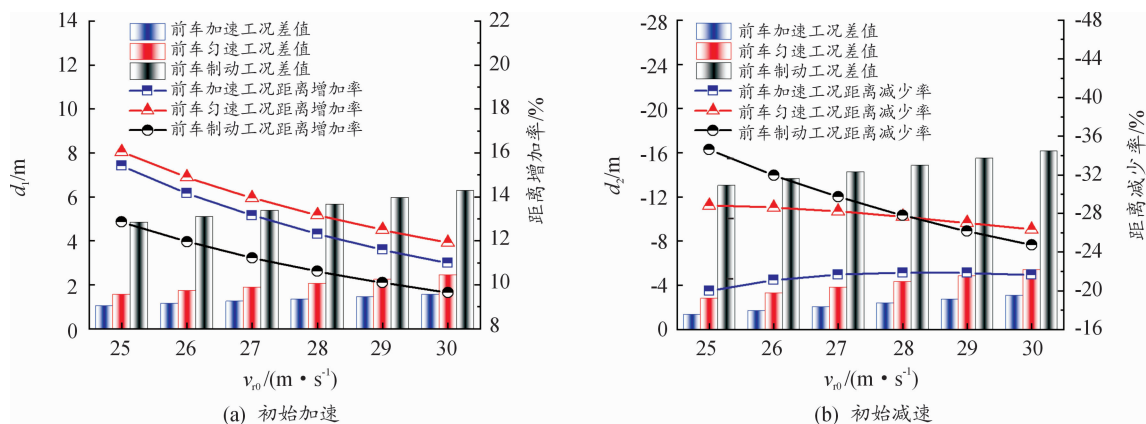 14
12
10
8
6
4
2
0
d₁/m
前车加速工况差值
前车匀速工况差值
前车制动工况差值
前车加速工况距离增加率
前车匀速工况距离增加率
前车制动工况距离增加率
22
20
18
16
14
12
10
8
距离增加率/%
25 26 27 28 29 30
vr0/(m·s⁻¹)
(a) 初始加速
-28
-24
-20
-16
-12
-8
-4
0
d₂/m
前车加速工况差值
前车匀速工况差值
前车制动工况差值
前车加速工况距离减少率
前车匀速工况距离减少率
前车制动工况距离减少率
-48
-44
-40
-36
-32
-28
-24
-20
-16
距离减少率/%
25 26 27 28 29 30
vr0/(m·s⁻¹)
(b) 初始减速